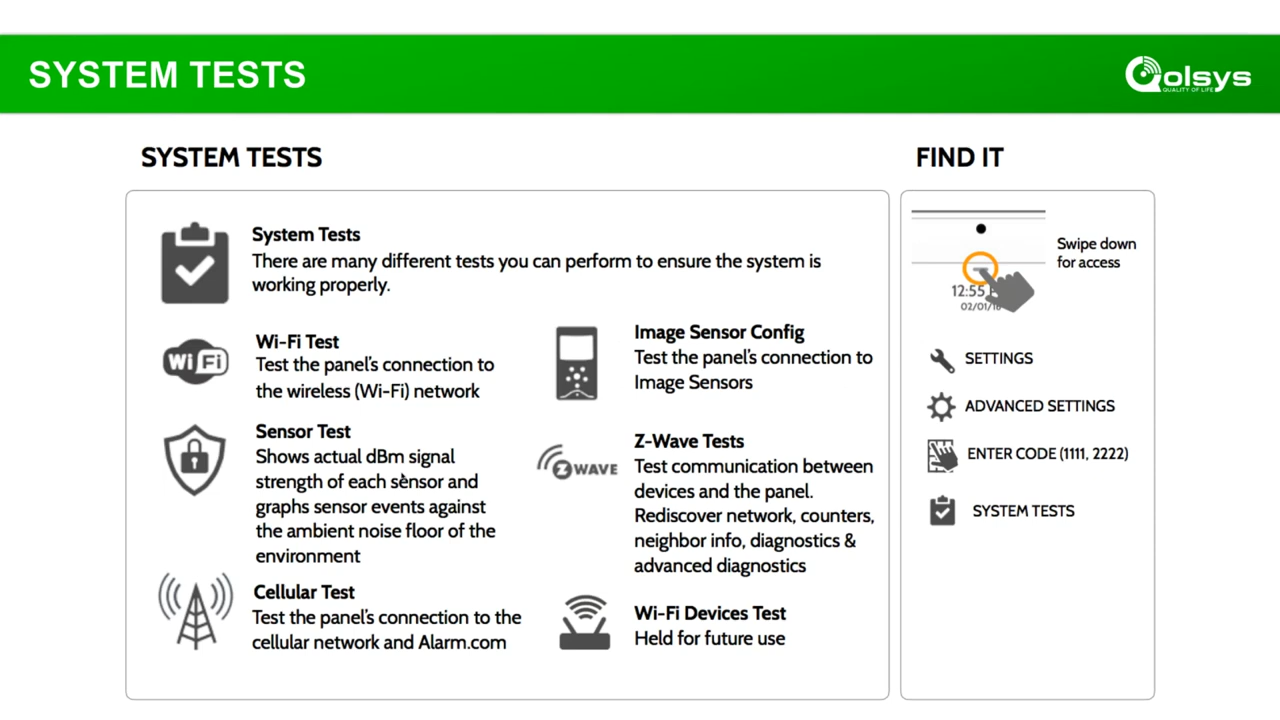 SYSTEM TESTS
Qolsys
QUALITY OF LIFE
SYSTEM TESTS
System Tests
There are many different tests you can perform to ensure the system is
working properly.
WiFi
Wi-Fi Test
Test the panel's connection to
the wireless (Wi-Fi) network
Sensor Test
Shows actual dBm signal
strength of each sensor and
graphs sensor events against
the ambient noise floor of the
environment
Cellular Test
Test the panel's connection to the
cellular network and Alarm.com
Image Sensor Config
Test the panel's connection to
Image Sensors
Z WAVE
Z-Wave Tests
Test communication between
devices and the panel.
Rediscover network, counters,
neighbor info, diagnostics &
advanced diagnostics
Wi-Fi Devices Test
Held for future use
FIND IT
Swipe down
for access
12:55
02/01/1
SETTINGS
ADVANCED SETTINGS
ENTER CODE (1111, 2222)
SYSTEM TESTS